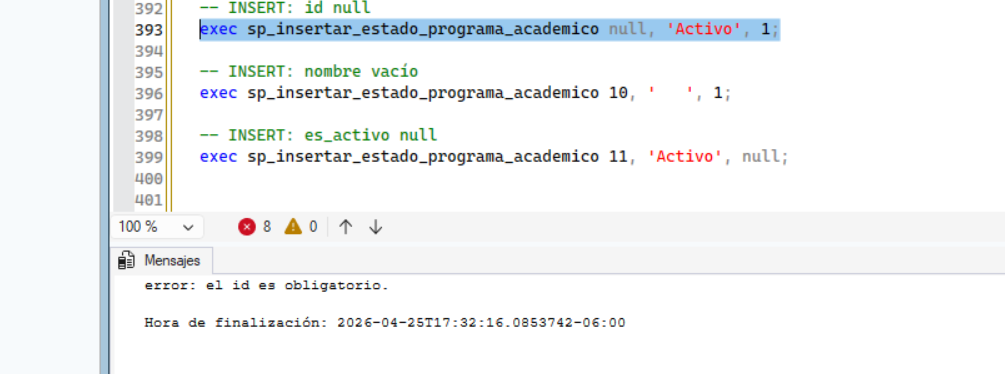 392 -- INSERT: id null
393 exec sp_insertar_estado_programa_academico null, 'Activo', 1;
394
395 -- INSERT: nombre vacío
396 exec sp_insertar_estado_programa_academico 10, '   ', 1;
397
398 -- INSERT: es_activo null
399 exec sp_insertar_estado_programa_academico 11, 'Activo', null;
400
401
100 % 8 0
Mensajes
error: el id es obligatorio.
Hora de finalización: 2026-04-25T17:32:16.0853742-06:00